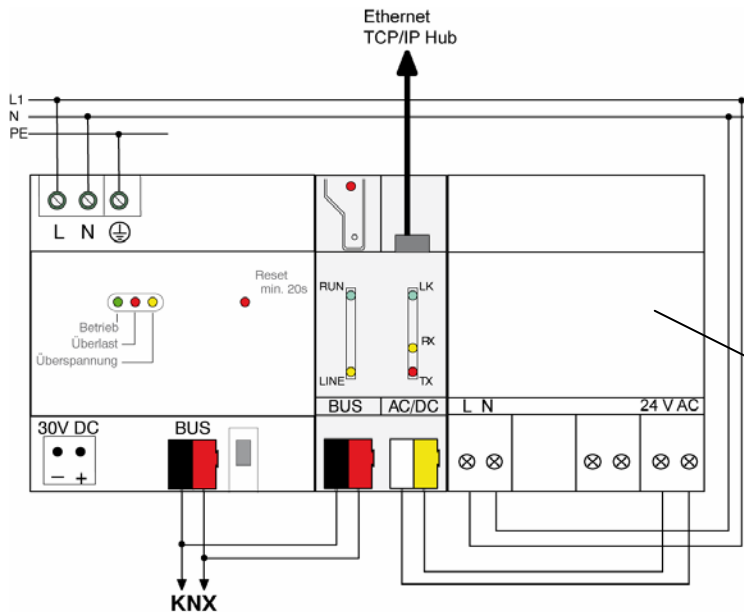 Ethernet
TCP/IP Hub
L1
N
PE
L N
Reset
min. 20s
Betrieb
Überlast
Überspannung
RUN LK
RX
LINE TX
BUS AC/DC L N 24 V AC
30V DC BUS
– +
KNX